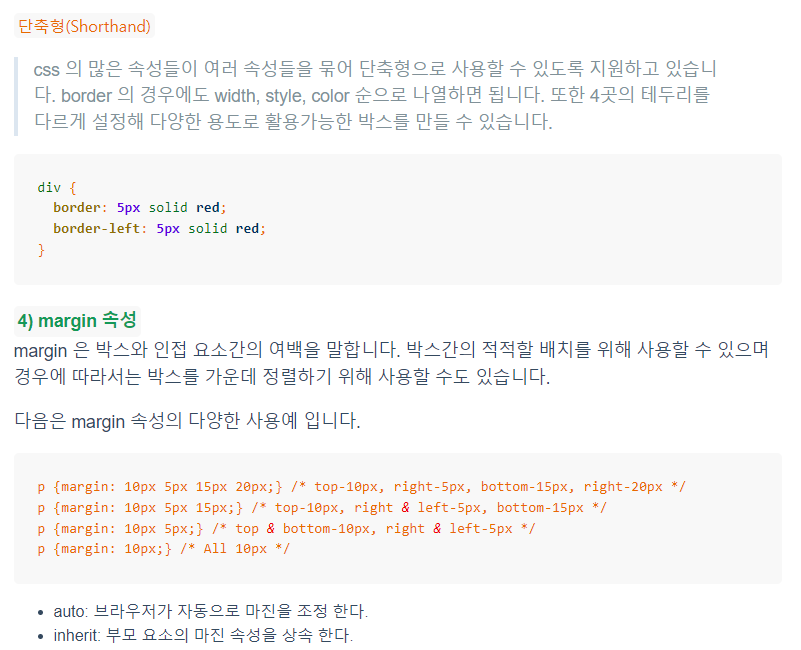 단축형(Shorthand)
css 의 많은 속성들이 여러 속성들을 묶어 단축형으로 사용할 수 있도록 지원하고 있습니
다. border 의 경우에도 width, style, color 순으로 나열하면 됩니다. 또한 4곳의 테두리를
다르게 설정해 다양한 용도로 활용가능한 박스를 만들 수 있습니다.
div {
  border: 5px solid red;
  border-left: 5px solid red;
}
4) margin 속성
margin 은 박스와 인접 요소간의 여백을 말합니다. 박스간의 적적할 배치를 위해 사용할 수 있으며
경우에 따라서는 박스를 가운데 정렬하기 위해 사용할 수도 있습니다.
다음은 margin 속성의 다양한 사용예 입니다.
p {margin: 10px 5px 15px 20px;} /* top-10px, right-5px, bottom-15px, right-20px */
p {margin: 10px 5px 15px;} /* top-10px, right & left-5px, bottom-15px */
p {margin: 10px 5px;} /* top & bottom-10px, right & left-5px */
p {margin: 10px;} /* All 10px */
• auto: 브라우저가 자동으로 마진을 조정 한다.
• inherit: 부모 요소의 마진 속성을 상속 한다.